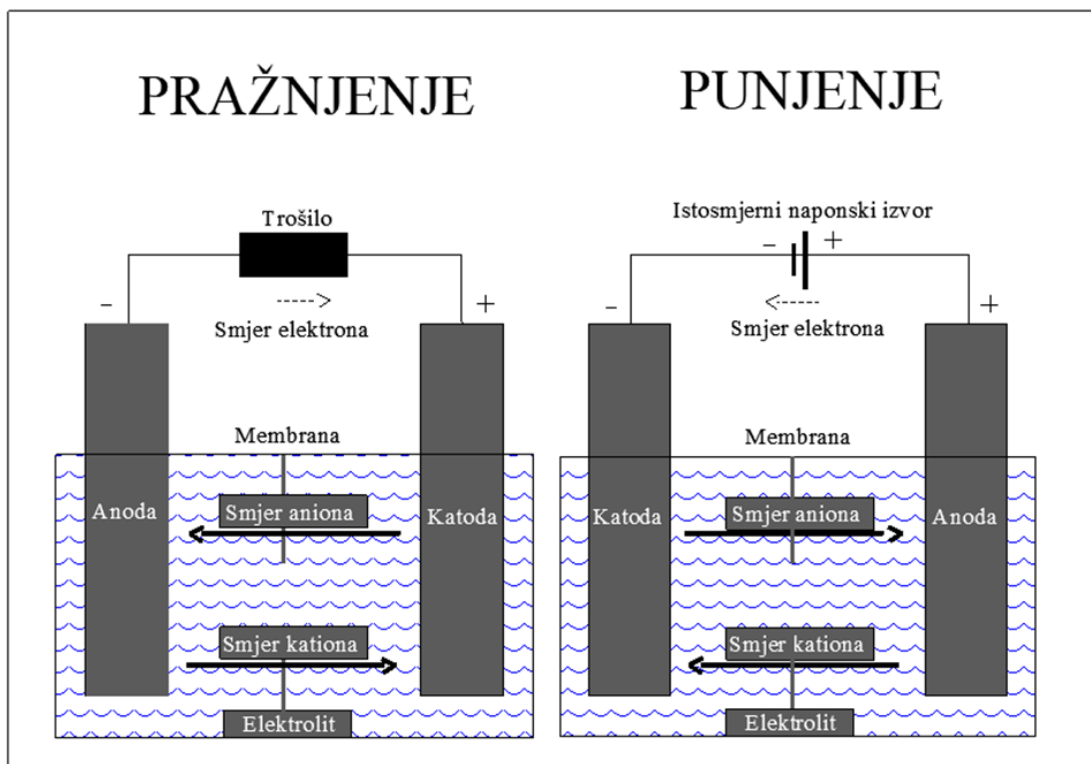 PRAŽNJENJE
Trošilo
-
+
Smjer elektrona
Membrana
Anoda
Smjer aniona
Katoda
Smjer kationa
Elektrolit
PUNJENJE
Istosmjerni naponski izvor
- +
-
+
Smjer elektrona
Membrana
Katoda
Smjer aniona
Anoda
Smjer kationa
Elektrolit